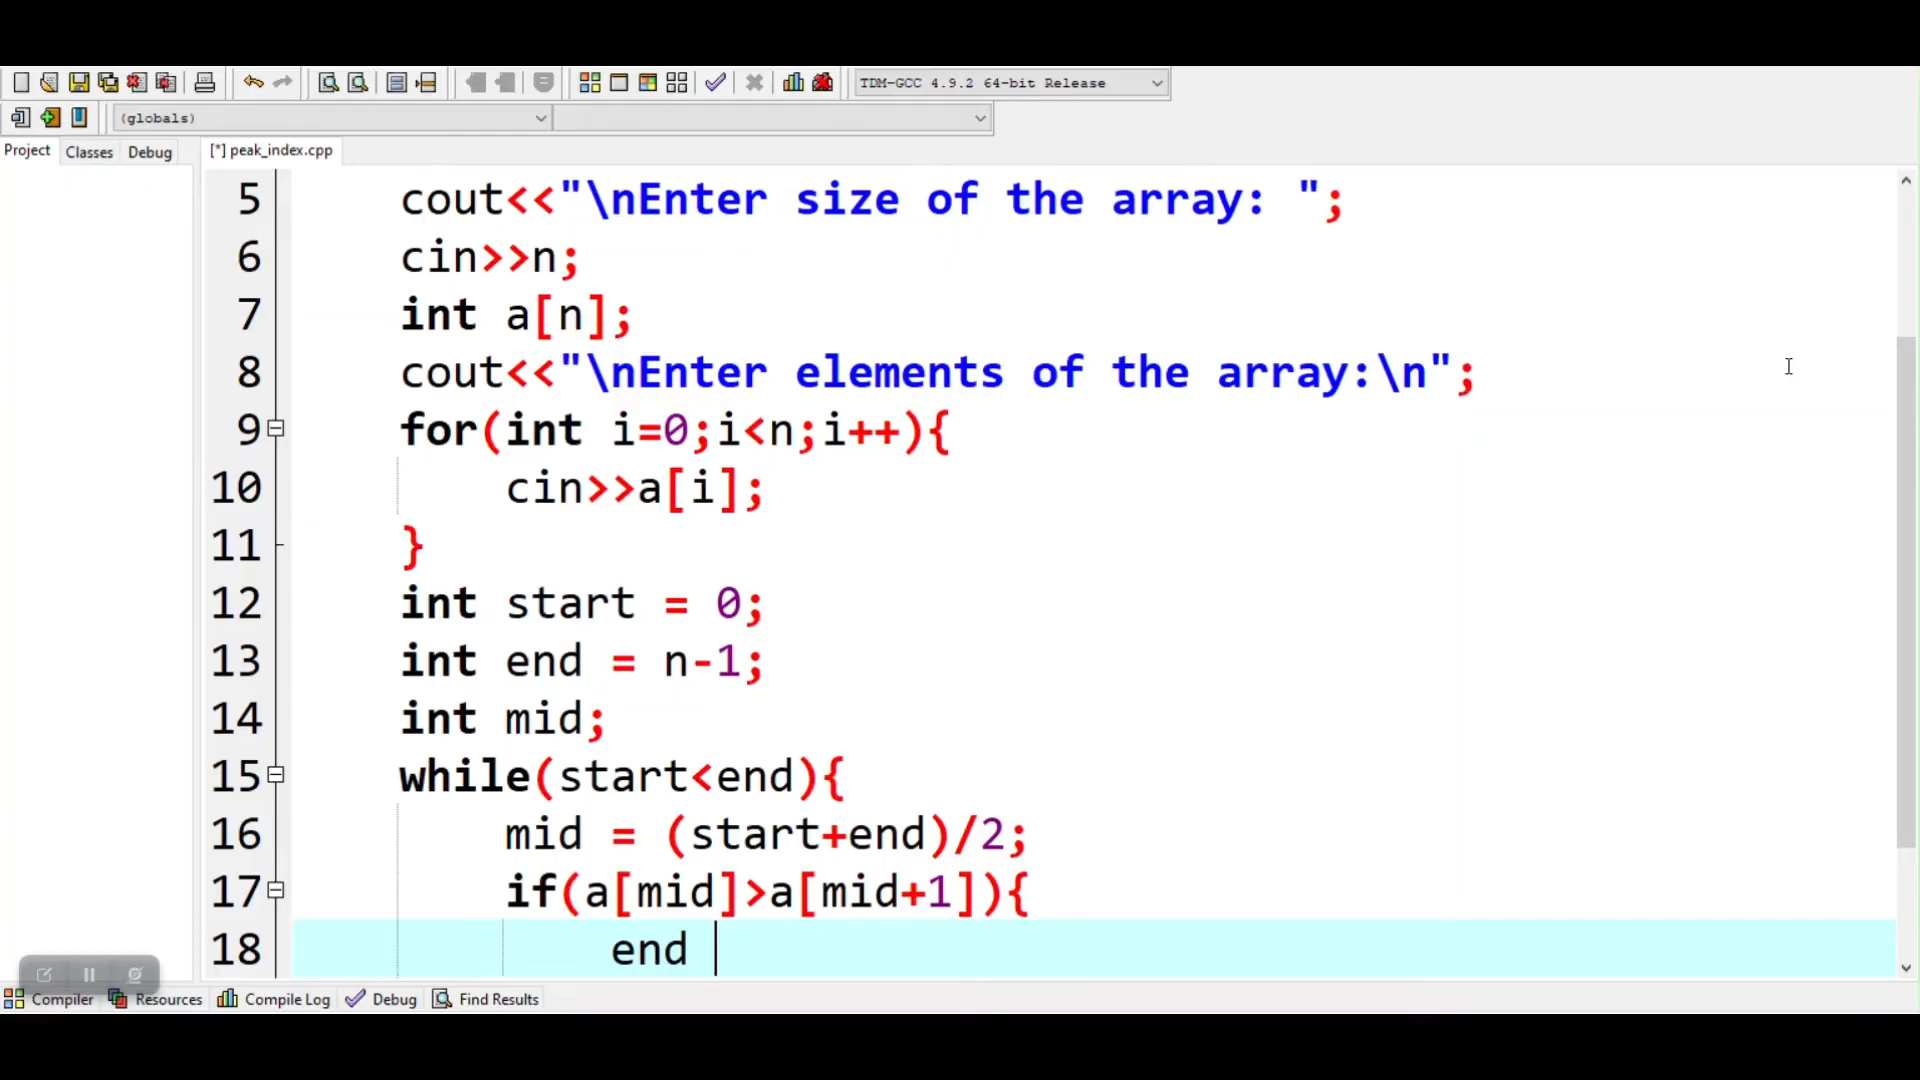 TDM-GCC 4.9.2 64-bit Release
(globals)
Project Classes Debug [*] peak_index.cpp
5 cout<<"\nEnter size of the array: ";
6 cin>>n;
7 int a[n];
8 cout<<"\nEnter elements of the array:\n";
9 for(int i=0;i<n;i++){
10 cin>>a[i];
11 }
12 int start = 0;
13 int end = n-1;
14 int mid;
15 while(start<end){
16 mid = (start+end)/2;
17 if(a[mid]>a[mid+1]){
18 end
Compiler Resources Compile Log Debug Find Results